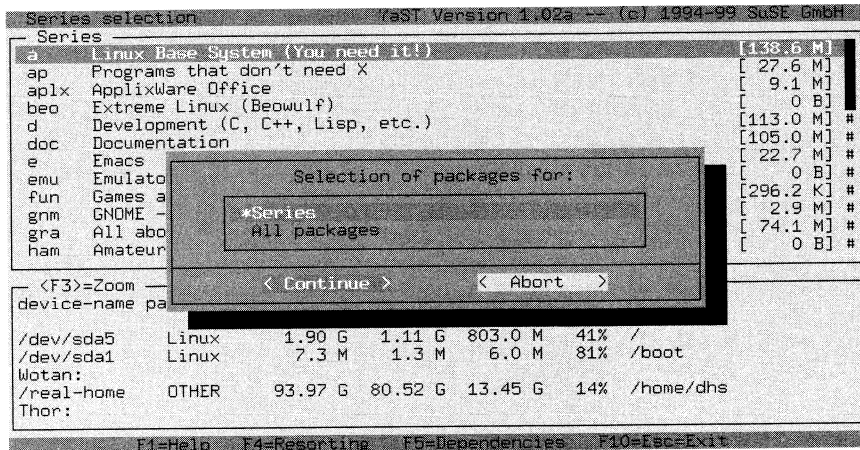 Series selection YaST Version 1.02a -- (c) 1994-99 SuSE GmbH
Series
a Linux Base System (You need it!) [138.6 M]
ap Programs that don't need X [ 27.6 M]
aplx ApplixWare Office [ 9.1 M]
beo Extreme Linux (Beowulf) [ 0 B]
d Development (C, C++, Lisp, etc.) [113.0 M] #
doc Documentation [105.0 M] #
e Emacs [ 22.7 M] #
emu Emulato [ 0 B] #
fun Games a [296.2 K] #
gnm GNOME - [ 2.9 M] #
gra All abo [ 74.1 M] #
ham Amateur [ 0 B] #
Selection of packages for:
*Series
All packages
< Continue > < Abort >
<F3>=Zoom
device-name pa
/dev/sda5 Linux 1.90 G 1.11 G 803.0 M 41% /
/dev/sda1 Linux 7.3 M 1.3 M 6.0 M 81% /boot
Wotan:
/real-home OTHER 93.97 G 80.52 G 13.45 G 14% /home/dhs
Thor:
F1=Help F4=Resorting F5=Dependencies F10=Esc=Exit